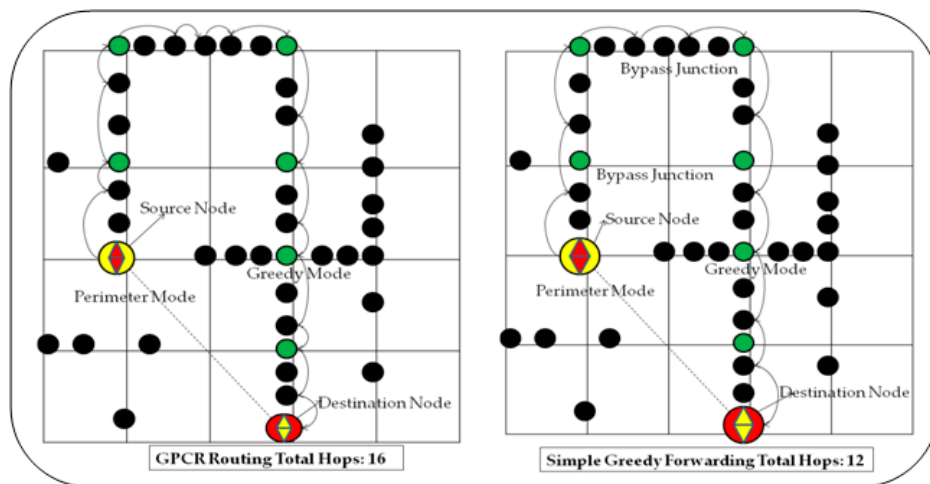 Source Node
Greedy Mode
Perimeter Mode
Destination Node
GPCR Routing Total Hops: 16
Bypass Junction
Bypass Junction
Source Node
Greedy Mode
Perimeter Mode
Destination Node
Simple Greedy Forwarding Total Hops: 12